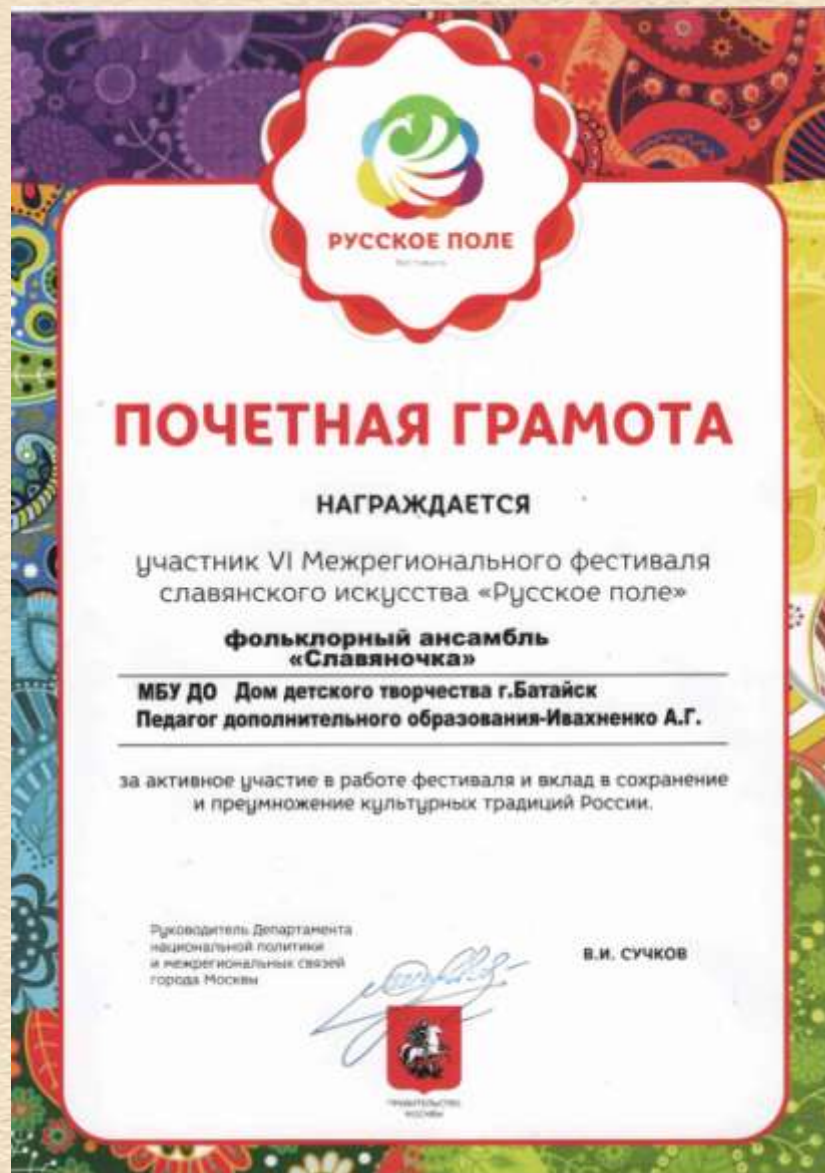 РУССКОЕ ПОЛЕ
ПОЧЕТНАЯ ГРАМОТА
НАГРАЖДАЕТСЯ
участник VI Межрегионального фестиваля
славянского искусства «Русское поле»
фольклорный ансамбль
«Славяночка»
МБУ ДО Дом детского творчества г.Батайск
Педагог дополнительного образования-Ивахненко А.Г.
за активное участие в работе фестиваля и вклад в сохранение
и преумножение культурных традиций России.
Руководитель Департамента
национальной политики
и межрегиональных связей
города Москвы
В.И. СУЧКОВ
ПРАВИТЕЛЬСТВО
МОСКВЫ